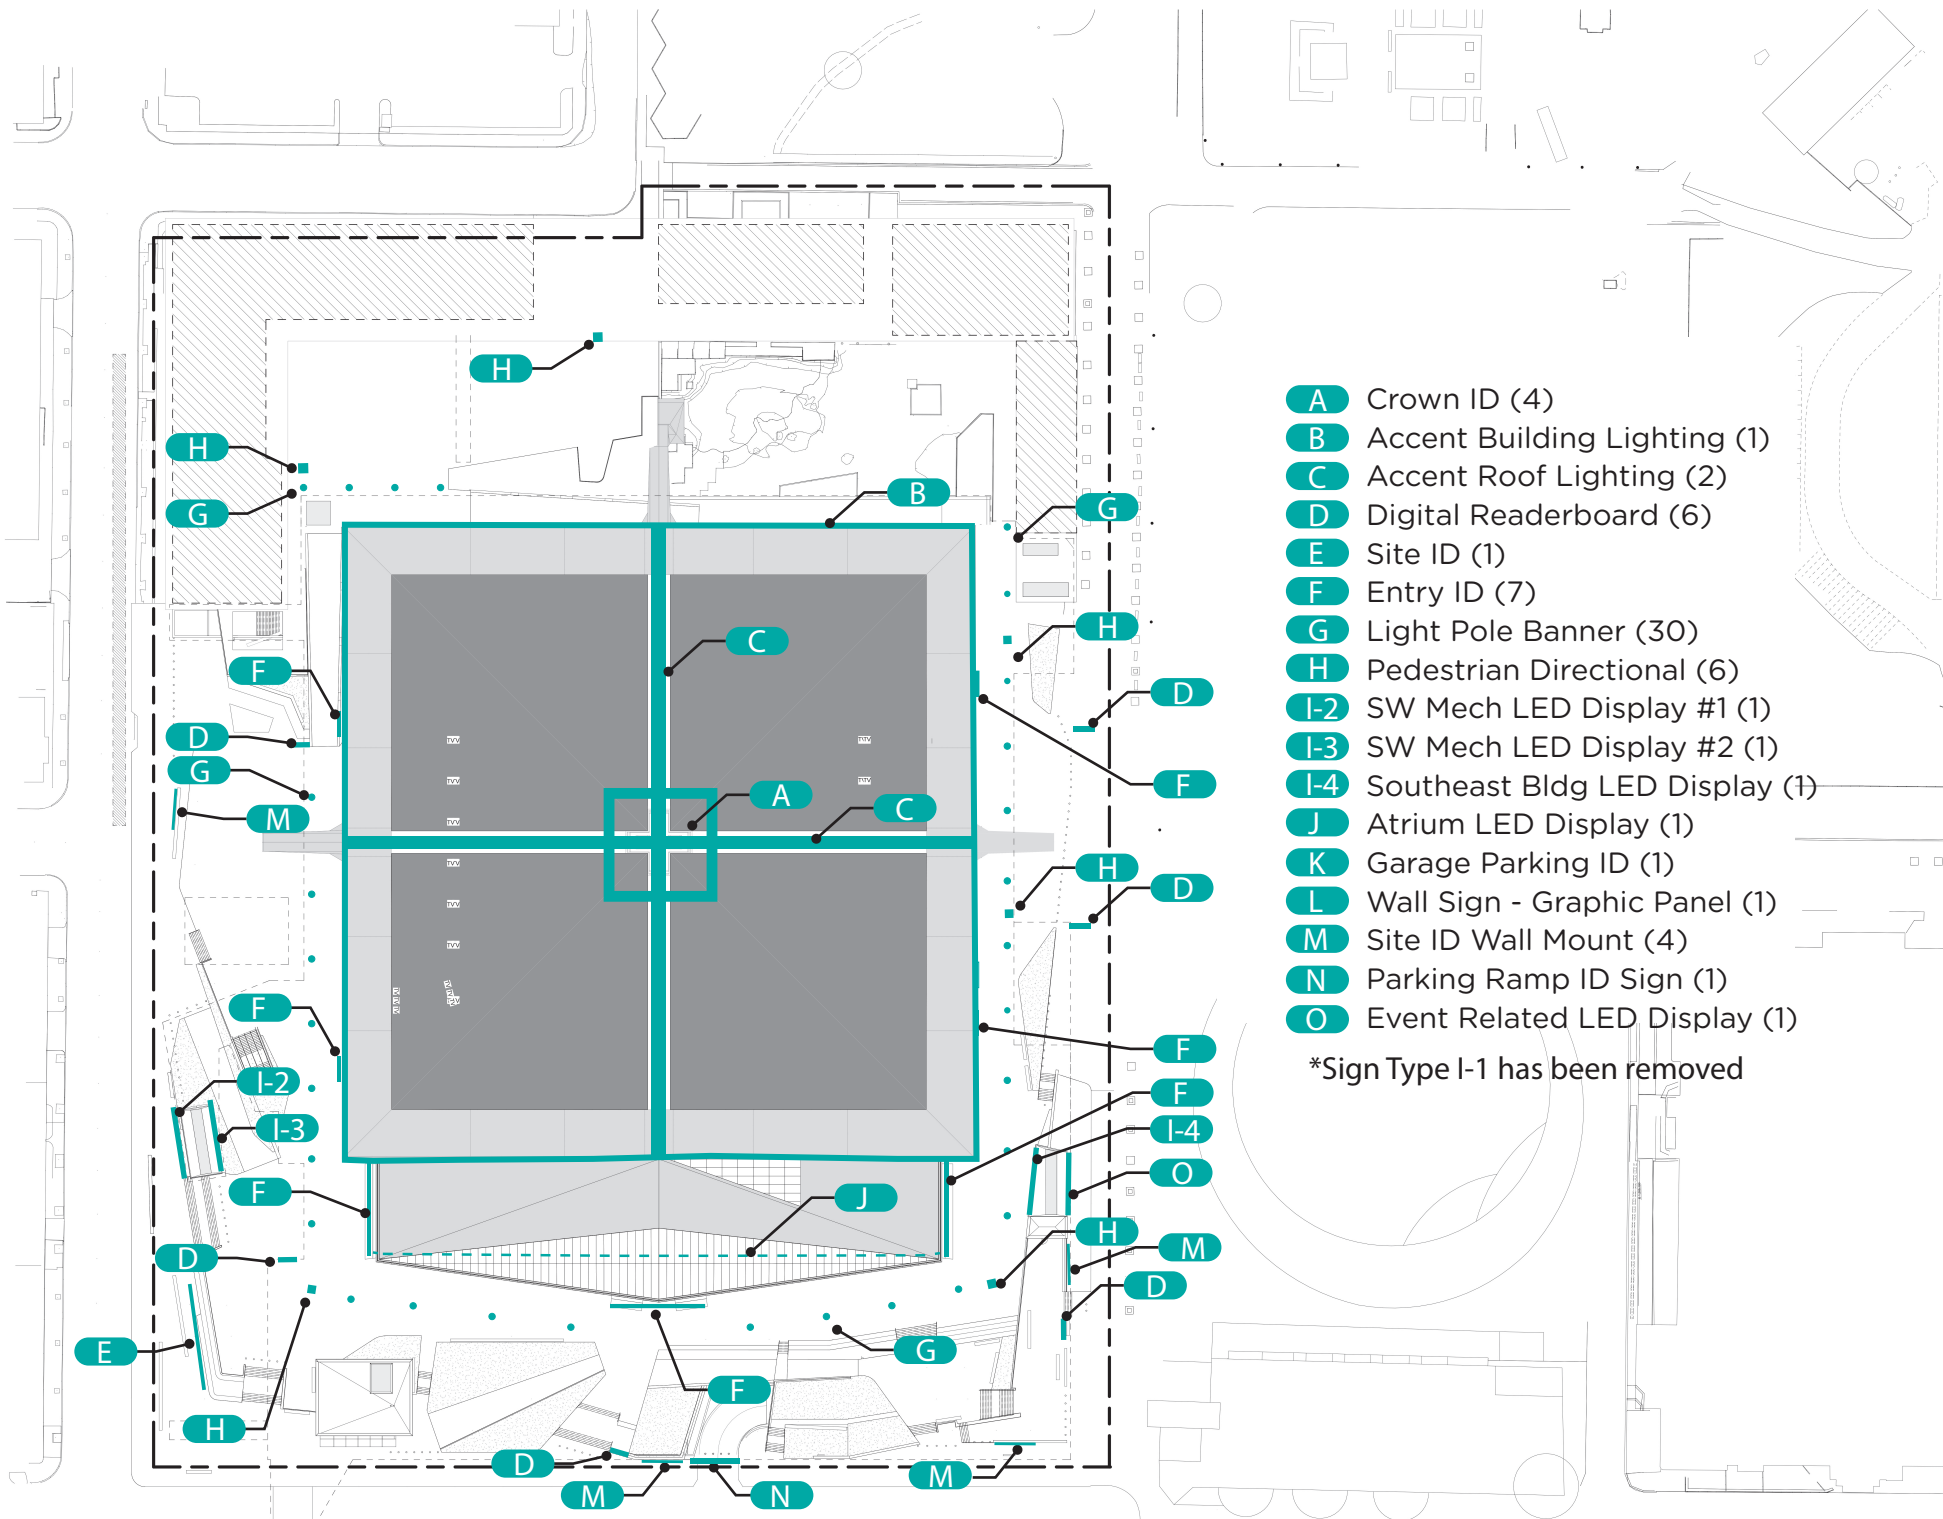 H
H
G
B
G
C
H
F
D
D
G
F
M
A
C
H
D
F
F
F
I-2
I-3
I-4
F
O
J
H
D
M
D
E
G
F
H
D
M
M
N
A Crown ID (4)
B Accent Building Lighting (1)
C Accent Roof Lighting (2)
D Digital Readerboard (6)
E Site ID (1)
F Entry ID (7)
G Light Pole Banner (30)
H Pedestrian Directional (6)
I-2 SW Mech LED Display #1 (1)
I-3 SW Mech LED Display #2 (1)
I-4 Southeast Bldg LED Display (1)
J Atrium LED Display (1)
K Garage Parking ID (1)
L Wall Sign - Graphic Panel (1)
M Site ID Wall Mount (4)
N Parking Ramp ID Sign (1)
O Event Related LED Display (1)
*Sign Type I-1 has been removed